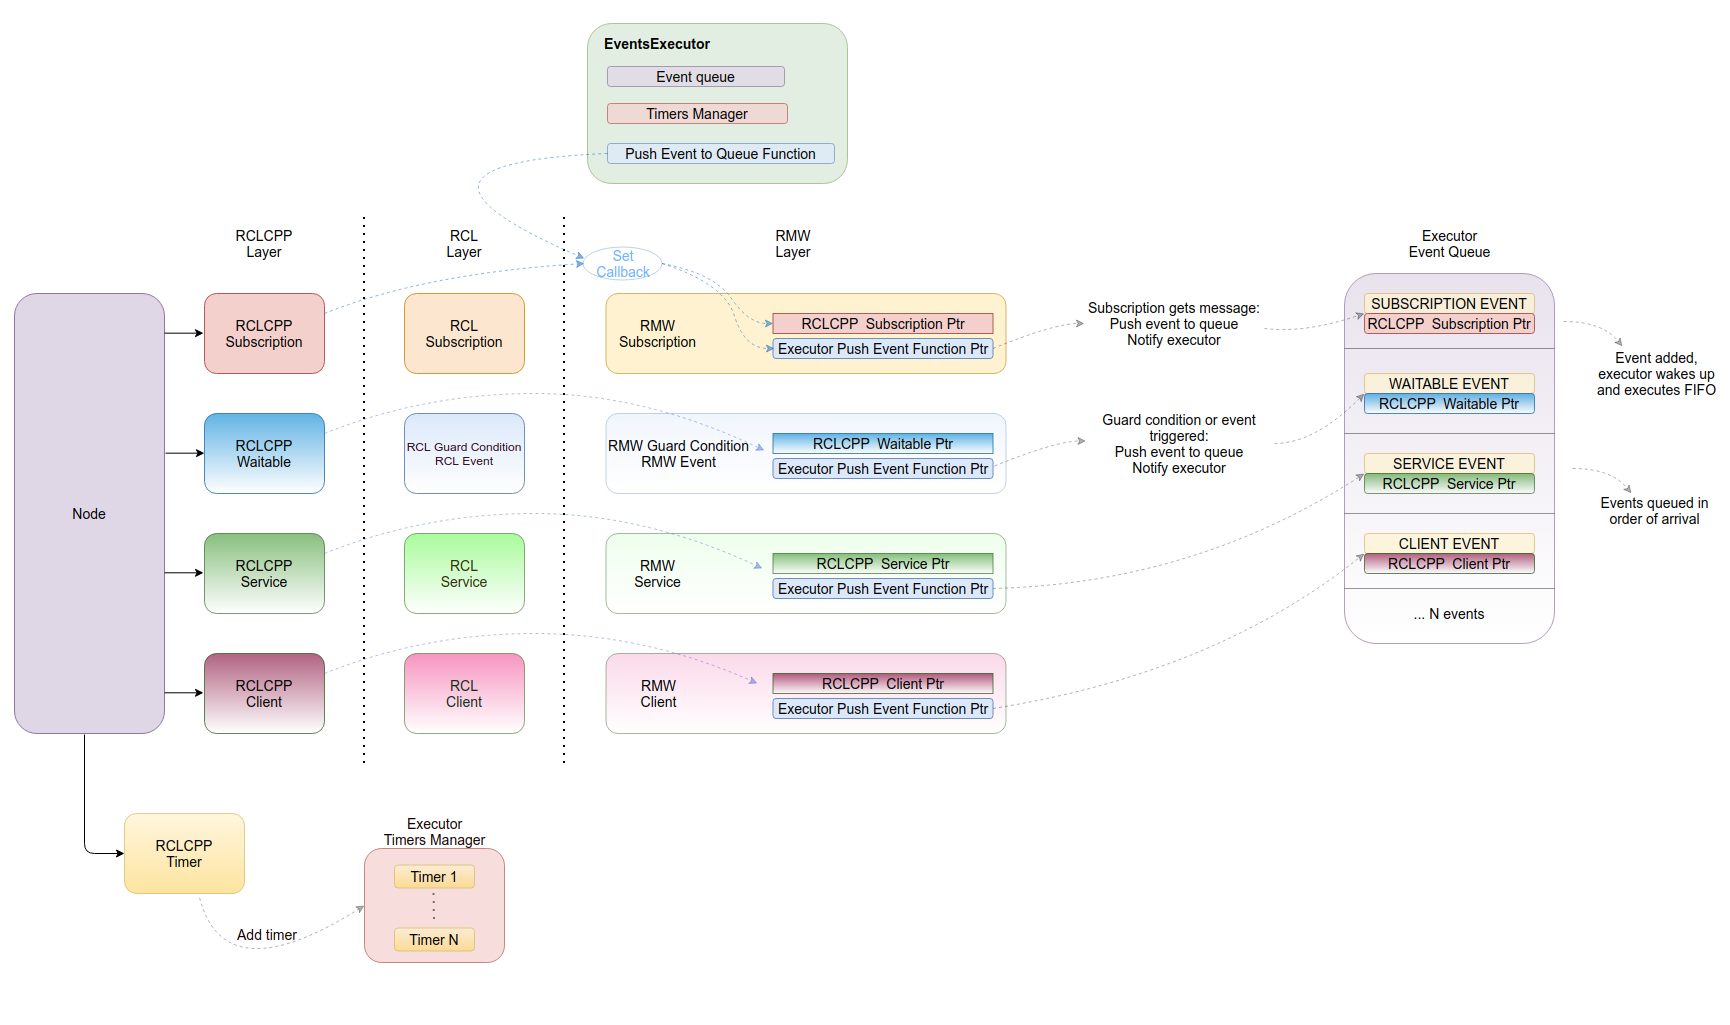 EventsExecutor
Event queue
Timers Manager
Push Event to Queue Function
RCLCPP
Layer
RCL
Layer
RMW
Layer
Executor
Event Queue
Set
Callback
Node
RCLCPP
Subscription
RCL
Subscription
RMW
Subscription
RCLCPP Subscription Ptr
Executor Push Event Function Ptr
Subscription gets message:
Push event to queue
Notify executor
SUBSCRIPTION EVENT
RCLCPP Subscription Ptr
Event added,
executor wakes up
and executes FIFO
RCLCPP
Waitable
RCL Guard Condition
RCL Event
RMW Guard Condition
RMW Event
RCLCPP Waitable Ptr
Executor Push Event Function Ptr
Guard condition or event
triggered:
Push event to queue
Notify executor
WAITABLE EVENT
RCLCPP Waitable Ptr
RCLCPP
Service
RCL
Service
RMW
Service
RCLCPP Service Ptr
Executor Push Event Function Ptr
SERVICE EVENT
RCLCPP Service Ptr
Events queued in
order of arrival
RCLCPP
Client
RCL
Client
RMW
Client
RCLCPP Client Ptr
Executor Push Event Function Ptr
CLIENT EVENT
RCLCPP Client Ptr
... N events
RCLCPP
Timer
Add timer
Executor
Timers Manager
Timer 1
Timer N